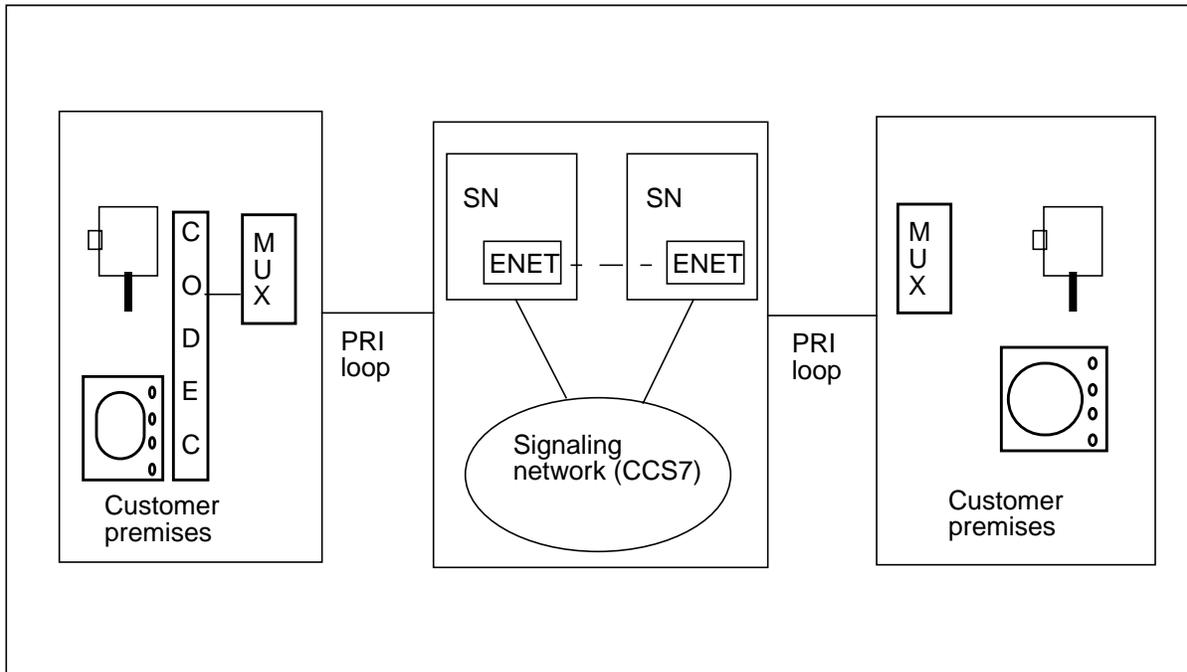 C
O
D
E
C
M
U
X
Customer
premises
PRI
loop
SN
ENET
SN
ENET
Signaling
network (CCS7)
PRI
loop
M
U
X
Customer
premises